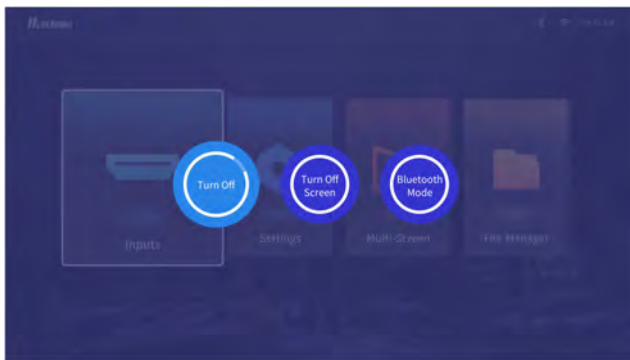 Turn Off
Turn Off
Screen
Bluetooth
Mode
Inputs
Settings
Multi-Screen
File Manager